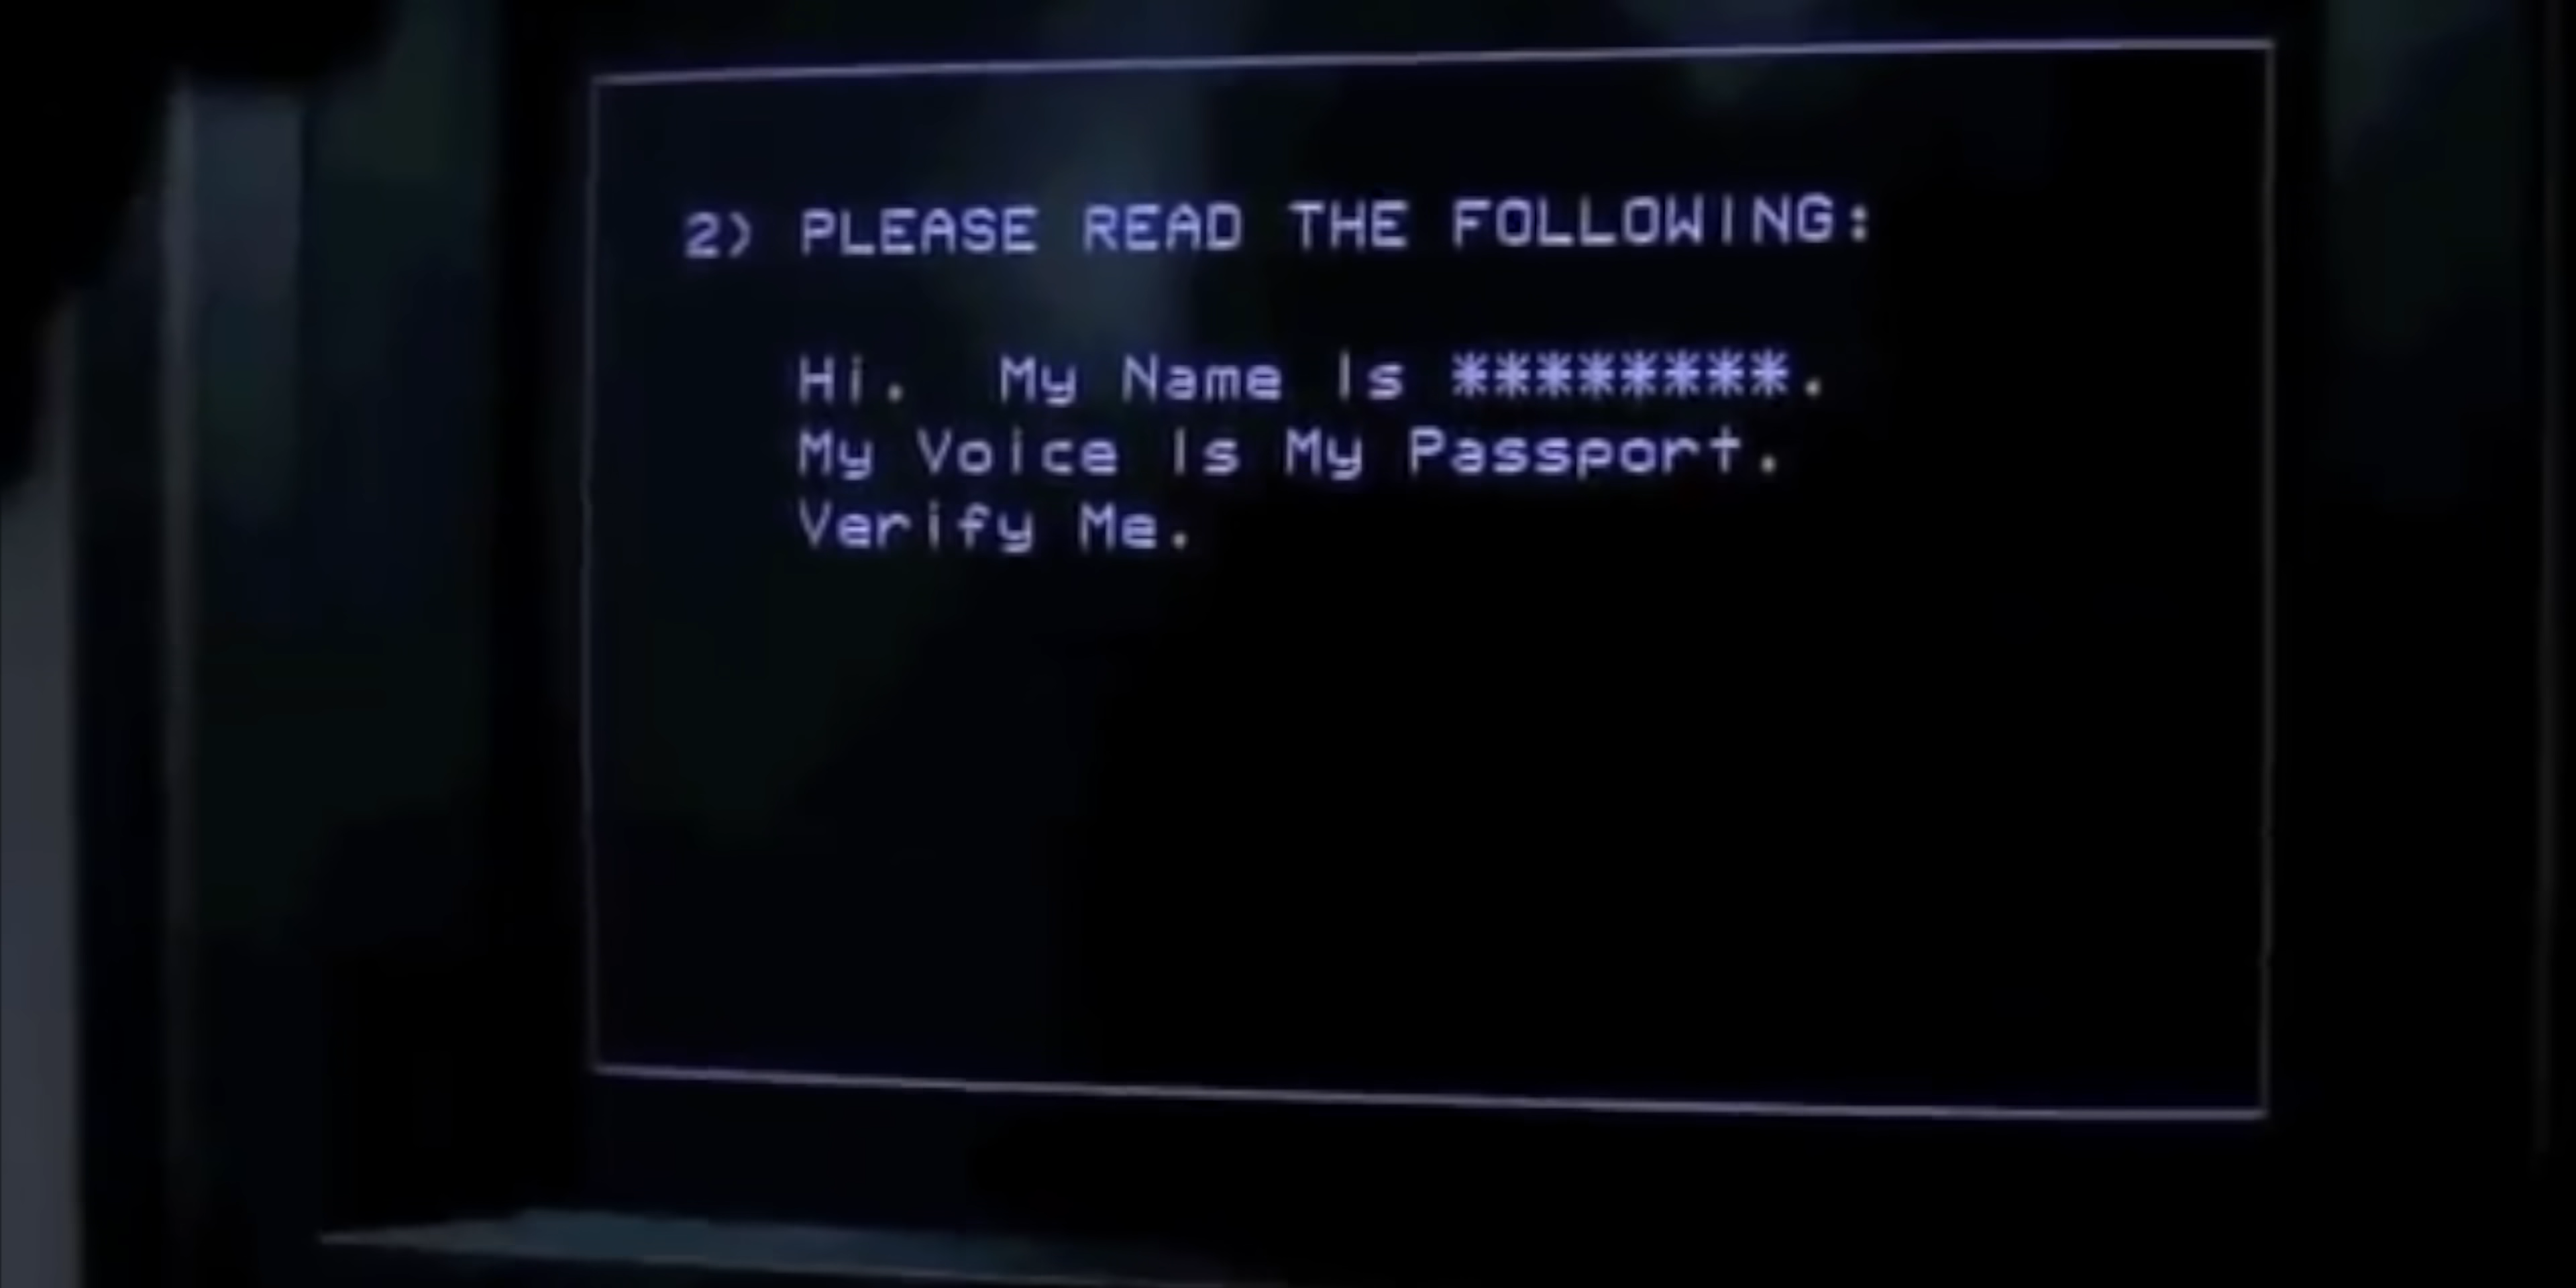 2) PLEASE READ THE FOLLOWING:
Hi.  My Name Is ********.
My Voice Is My Passport.
Verify Me.